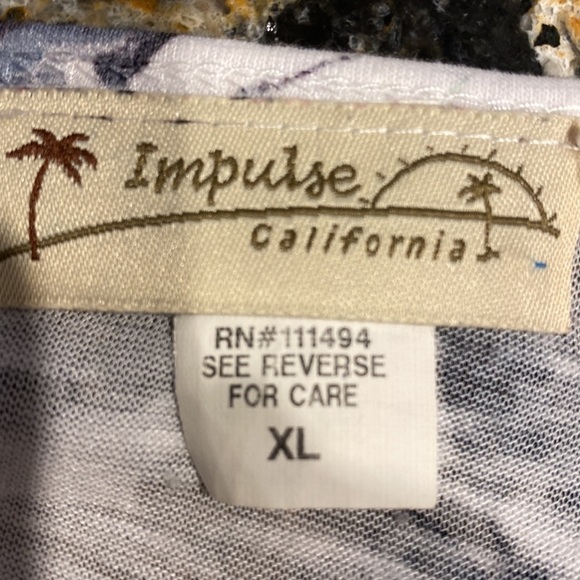 Impulse
California
RN#111494
SEE REVERSE
FOR CARE
XL